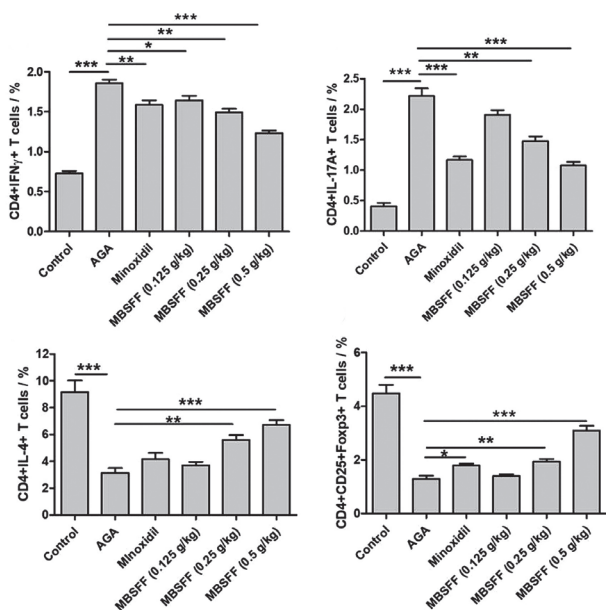 ***
**
*
*** **
CD4+IFNγ+ T cells / %
2.0
1.5
1.0
0.5
0.0
Control
AGA
Minoxidil
MBSFF (0.125 g/kg)
MBSFF (0.25 g/kg)
MBSFF (0.5 g/kg)
***
**
*** ***
CD4+IL-17A+ T cells / %
2.5
2.0
1.5
1.0
0.5
0.0
Control
AGA
Minoxidil
MBSFF (0.125 g/kg)
MBSFF (0.25 g/kg)
MBSFF (0.5 g/kg)
***
***
**
CD4+IL-4+ T cells / %
12
10
8
6
4
2
0
Control
AGA
Minoxidil
MBSFF (0.125 g/kg)
MBSFF (0.25 g/kg)
MBSFF (0.5 g/kg)
***
***
**
*
CD4+CD25+Foxp3+ T cells / %
6
4
2
0
Control
AGA
Minoxidil
MBSFF (0.125 g/kg)
MBSFF (0.25 g/kg)
MBSFF (0.5 g/kg)